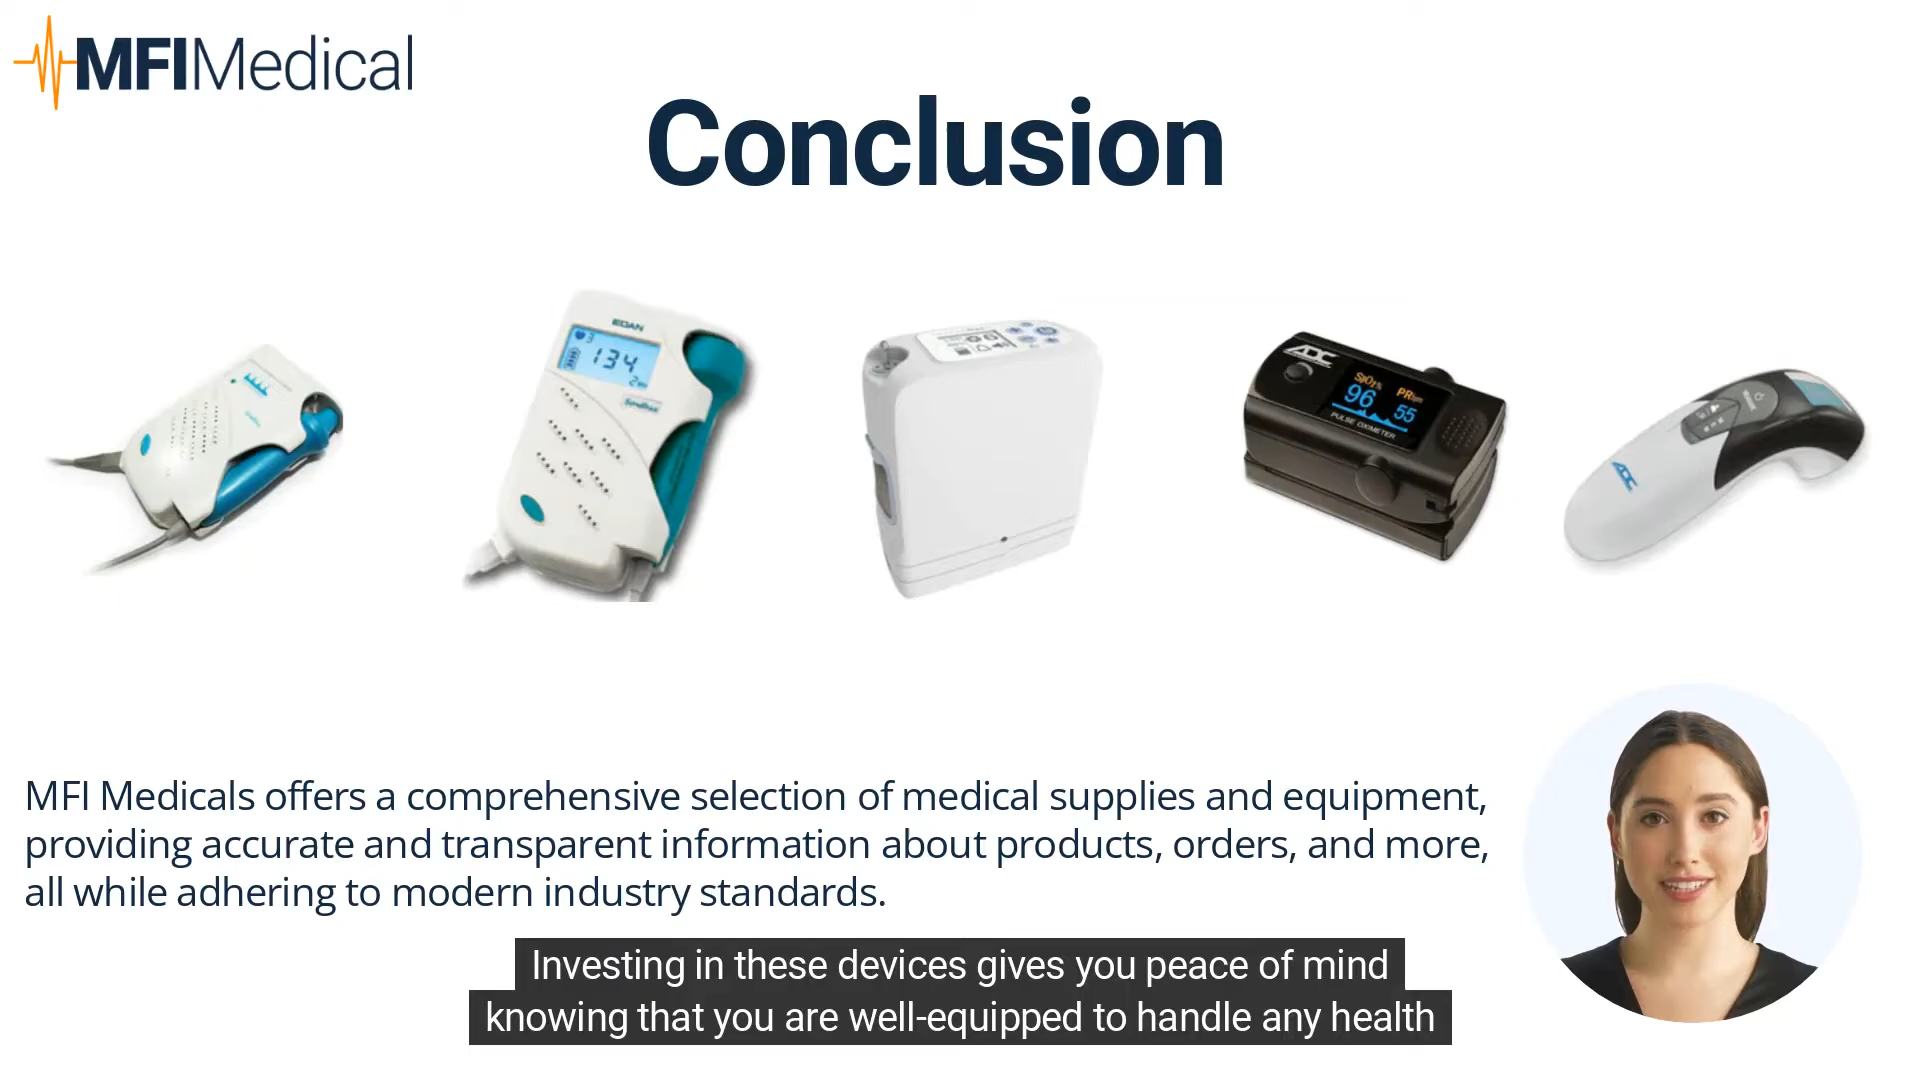 MFIMedical
Conclusion
EDAN
134
Sonotrax
ADC
SpO2%
PRbpm
96
55
PULSE OXIMETER
ADC
MFI Medicals offers a comprehensive selection of medical supplies and equipment,
providing accurate and transparent information about products, orders, and more,
all while adhering to modern industry standards.
Investing in these devices gives you peace of mind
knowing that you are well-equipped to handle any health